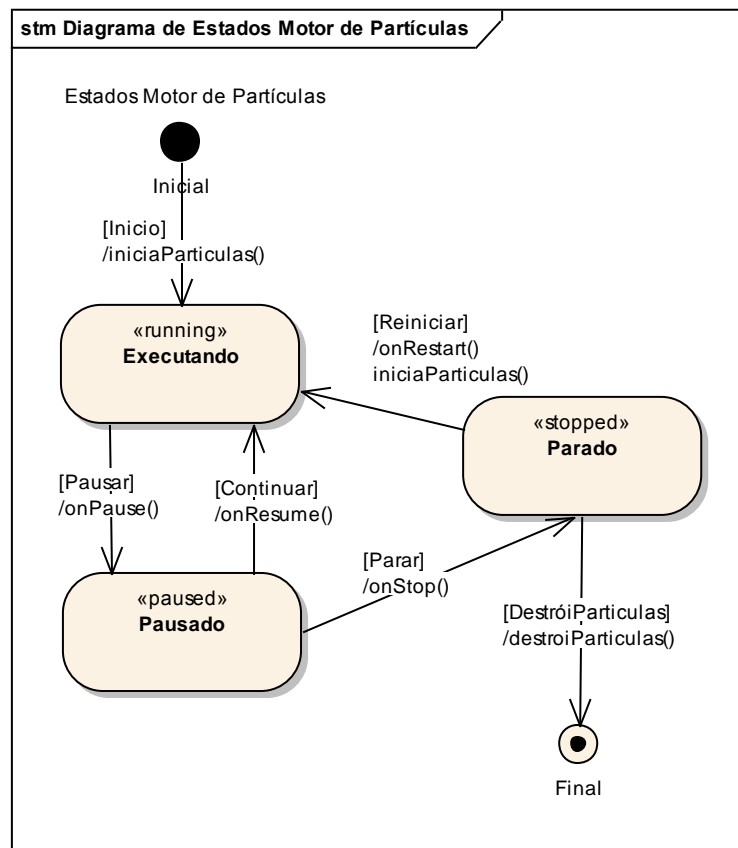 stm Diagrama de Estados Motor de Partículas
Estados Motor de Partículas
Inicial
[Inicio]
/iniciaParticulas()
«running»
Executando
[Reiniciar]
/onRestart()
iniciaParticulas()
«stopped»
Parado
[Pausar]
/onPause()
[Continuar]
/onResume()
[Parar]
/onStop()
«paused»
Pausado
[DestróiParticulas]
/destroiParticulas()
Final